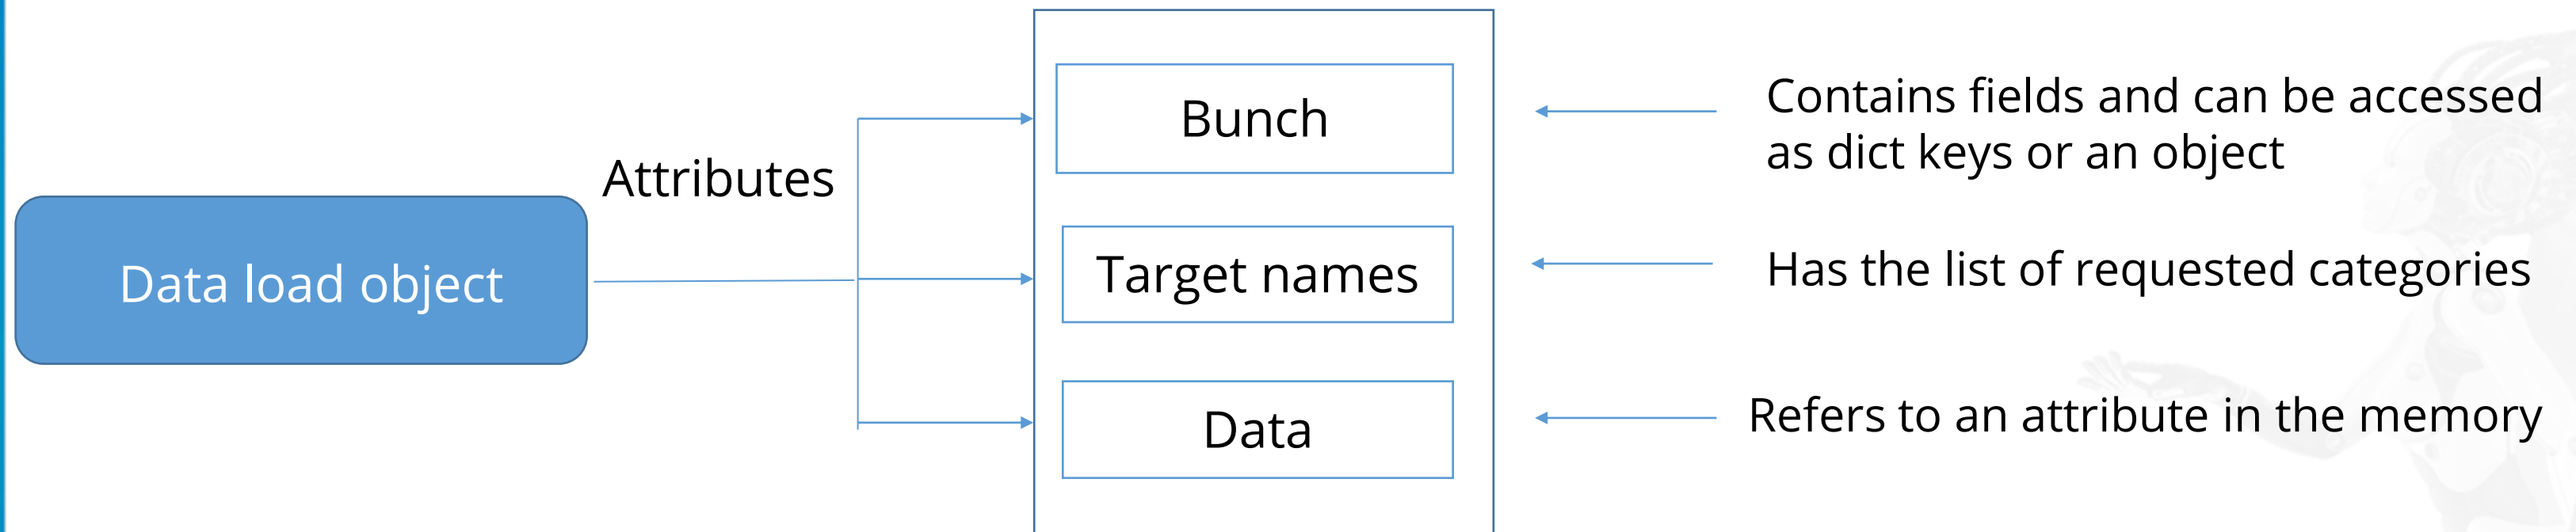 Attributes
Data load object
Bunch
Target names
Data
Contains fields and can be accessed
as dict keys or an object
Has the list of requested categories
Refers to an attribute in the memory